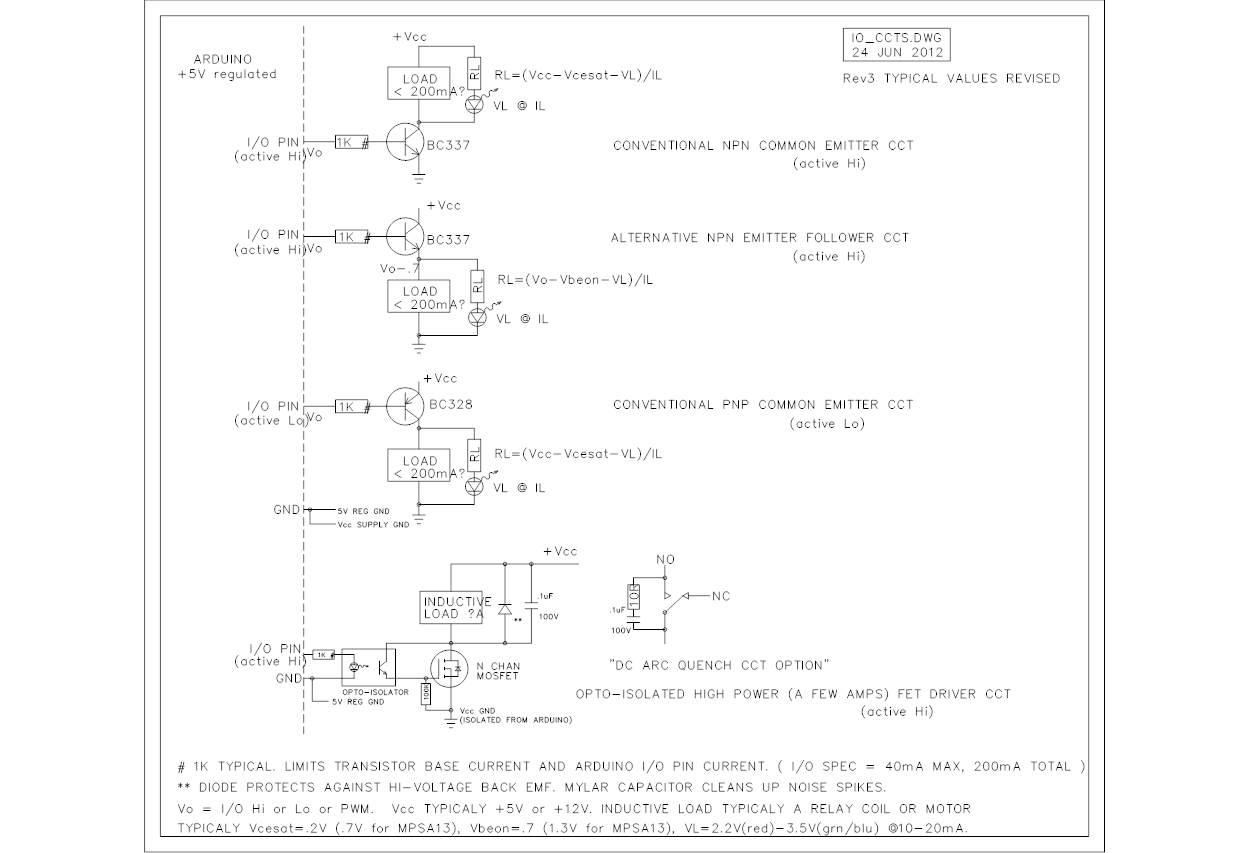 ARDUINO
+5V regulated
IO_CCTS.DWG
24 JUN 2012
Rev3 TYPICAL VALUES REVISED
+Vcc
LOAD
< 200mA?
RL
RL=(Vcc-Vcesat-VL)/IL
VL @ IL
I/O PIN
(active Hi)
Vo
1K #
BC337
CONVENTIONAL NPN COMMON EMITTER CCT
(active Hi)
+Vcc
I/O PIN
(active Hi)
Vo
1K #
BC337
ALTERNATIVE NPN EMITTER FOLLOWER CCT
(active Hi)
Vo-.7
LOAD
< 200mA?
RL
RL=(Vo-Vbeon-VL)/IL
VL @ IL
+Vcc
I/O PIN
(active Lo)
Vo
1K #
BC328
CONVENTIONAL PNP COMMON EMITTER CCT
(active Lo)
LOAD
< 200mA?
RL
RL=(Vcc-Vcesat-VL)/IL
VL @ IL
GND
5V REG GND
Vcc SUPPLY GND
+Vcc
INDUCTIVE
LOAD ?A
**
.1uF
100V
NO
10R
NC
.1uF
100V
I/O PIN
(active Hi)
1K #
GND
OPTO-ISOLATOR
5V REG GND
100K
N CHAN
MOSFET
Vcc GND
(ISOLATED FROM ARDUINO)
"DC ARC QUENCH CCT OPTION"
OPTO-ISOLATED HIGH POWER (A FEW AMPS) FET DRIVER CCT
(active Hi)
# 1K TYPICAL. LIMITS TRANSISTOR BASE CURRENT AND ARDUINO I/O PIN CURRENT. ( I/O SPEC = 40mA MAX, 200mA TOTAL )
** DIODE PROTECTS AGAINST HI-VOLTAGE BACK EMF. MYLAR CAPACITOR CLEANS UP NOISE SPIKES.
Vo = I/O Hi or Lo or PWM. Vcc TYPICALY +5V or +12V. INDUCTIVE LOAD TYPICALY A RELAY COIL OR MOTOR
TYPICALY Vcesat=.2V (.7V for MPSA13), Vbeon=.7 (1.3V for MPSA13), VL=2.2V(red)-3.5V(grn/blu) @10-20mA.